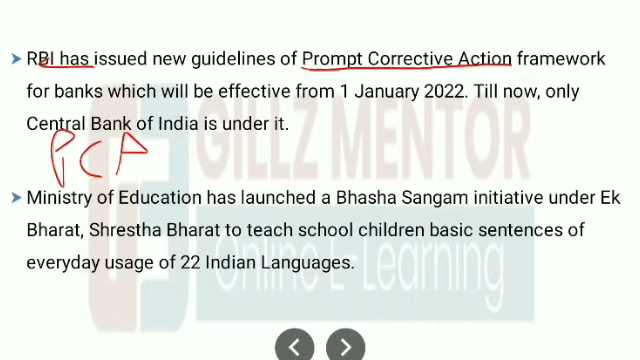 RBI has issued new guidelines of Prompt Corrective Action framework
for banks which will be effective from 1 January 2022. Till now, only
Central Bank of India is under it.
PCA
Ministry of Education has launched a Bhasha Sangam initiative under Ek
Bharat, Shrestha Bharat to teach school children basic sentences of
everyday usage of 22 Indian Languages.
GILLZ MENTOR
Online E-Learning